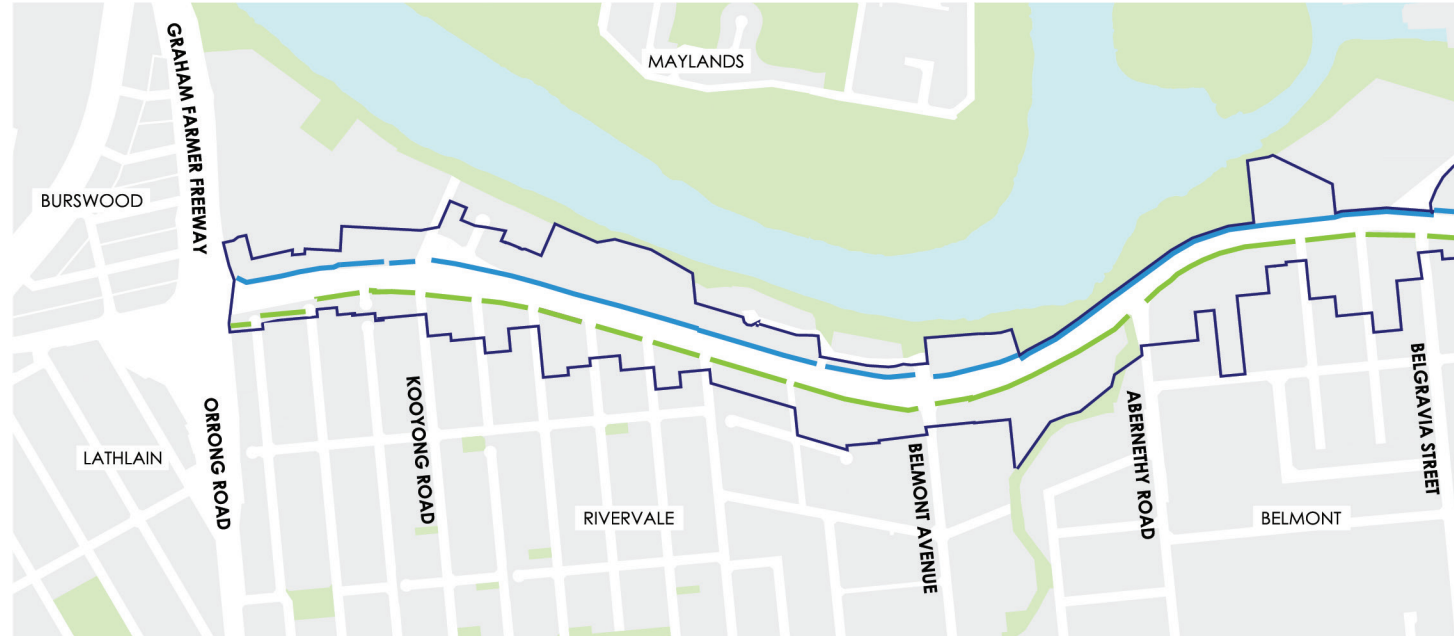 GRAHAM FARMER FREEWAY
MAYLANDS
BURSWOOD
ORRONG ROAD
KOOYONG ROAD
BELMONT AVENUE
ABERNETHY ROAD
BELGRAVIA STREET
LATHLAIN
RIVERVALE
BELMONT